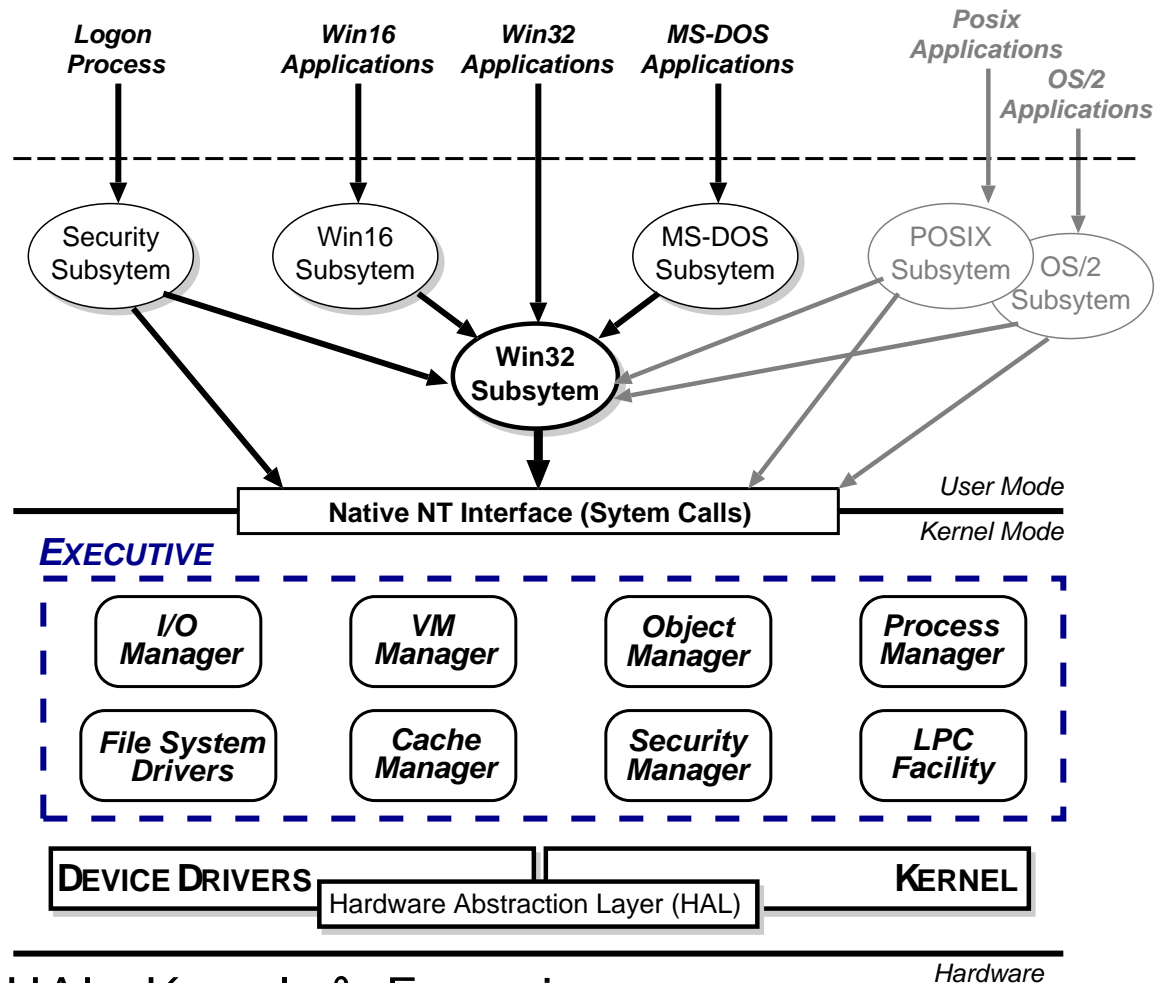 Logon
Process
Win16
Applications
Win32
Applications
MS-DOS
Applications
Posix
Applications
OS/2
Applications
Security
Subsytem
Win16
Subsytem
MS-DOS
Subsytem
POSIX
Subsytem
OS/2
Subsytem
Win32
Subsytem
User Mode
Native NT Interface (Sytem Calls)
Kernel Mode
EXECUTIVE
I/O
Manager
VM
Manager
Object
Manager
Process
Manager
File System
Drivers
Cache
Manager
Security
Manager
LPC
Facility
DEVICE DRIVERS
KERNEL
Hardware Abstraction Layer (HAL)
Hardware